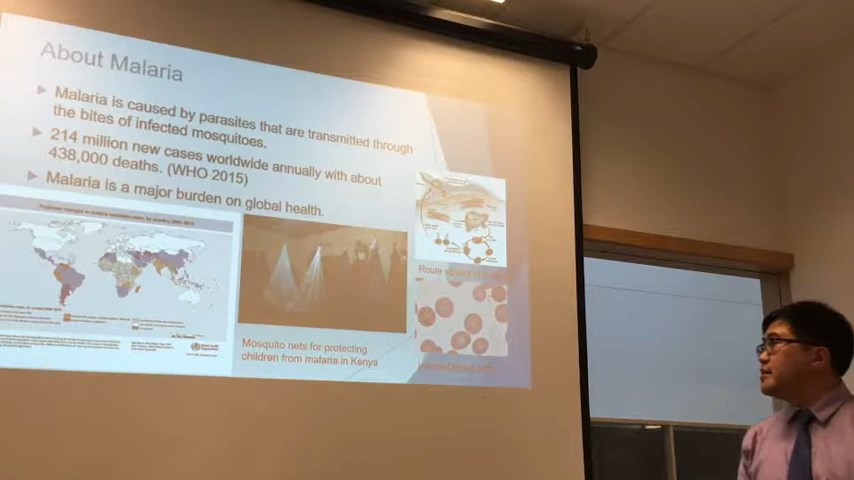 About Malaria
Malaria is caused by parasites that are transmitted through
the bites of infected mosquitoes.
214 million new cases worldwide annually with about
438,000 deaths. (WHO 2015)
Malaria is a major burden on global health.
Mosquito nets for protecting
children from malaria in Kenya
Route